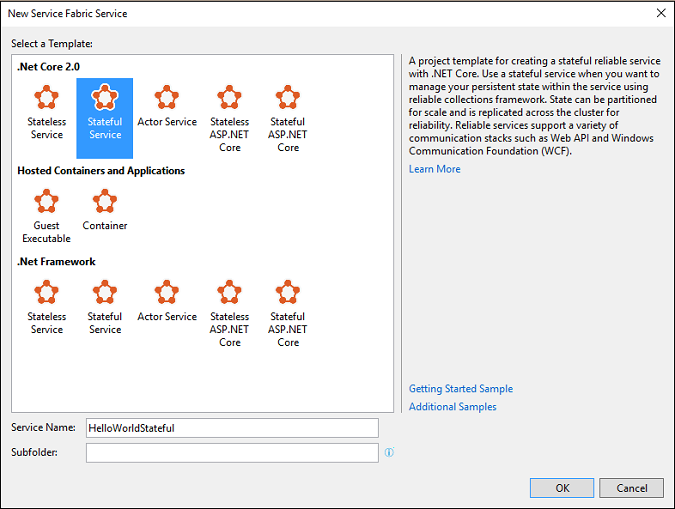 New Service Fabric Service
Select a Template:
.Net Core 2.0
Stateless Service
Stateful Service
Actor Service
Stateless ASP.NET Core
Stateful ASP.NET Core
Hosted Containers and Applications
Guest Executable
Container
.Net Framework
Stateless Service
Stateful Service
Actor Service
Stateless ASP.NET Core
Stateful ASP.NET Core
A project template for creating a stateful reliable service
with .NET Core. Use a stateful service when you want to
manage your persistent state within the service using
reliable collections framework. State can be partitioned
for scale and is replicated across the cluster for
reliability. Reliable services support a variety of
communication stacks such as Web API and Windows
Communication Foundation (WCF).
Learn More
Getting Started Sample
Additional Samples
Service Name: HelloWorldStateful
Subfolder:
OK
Cancel